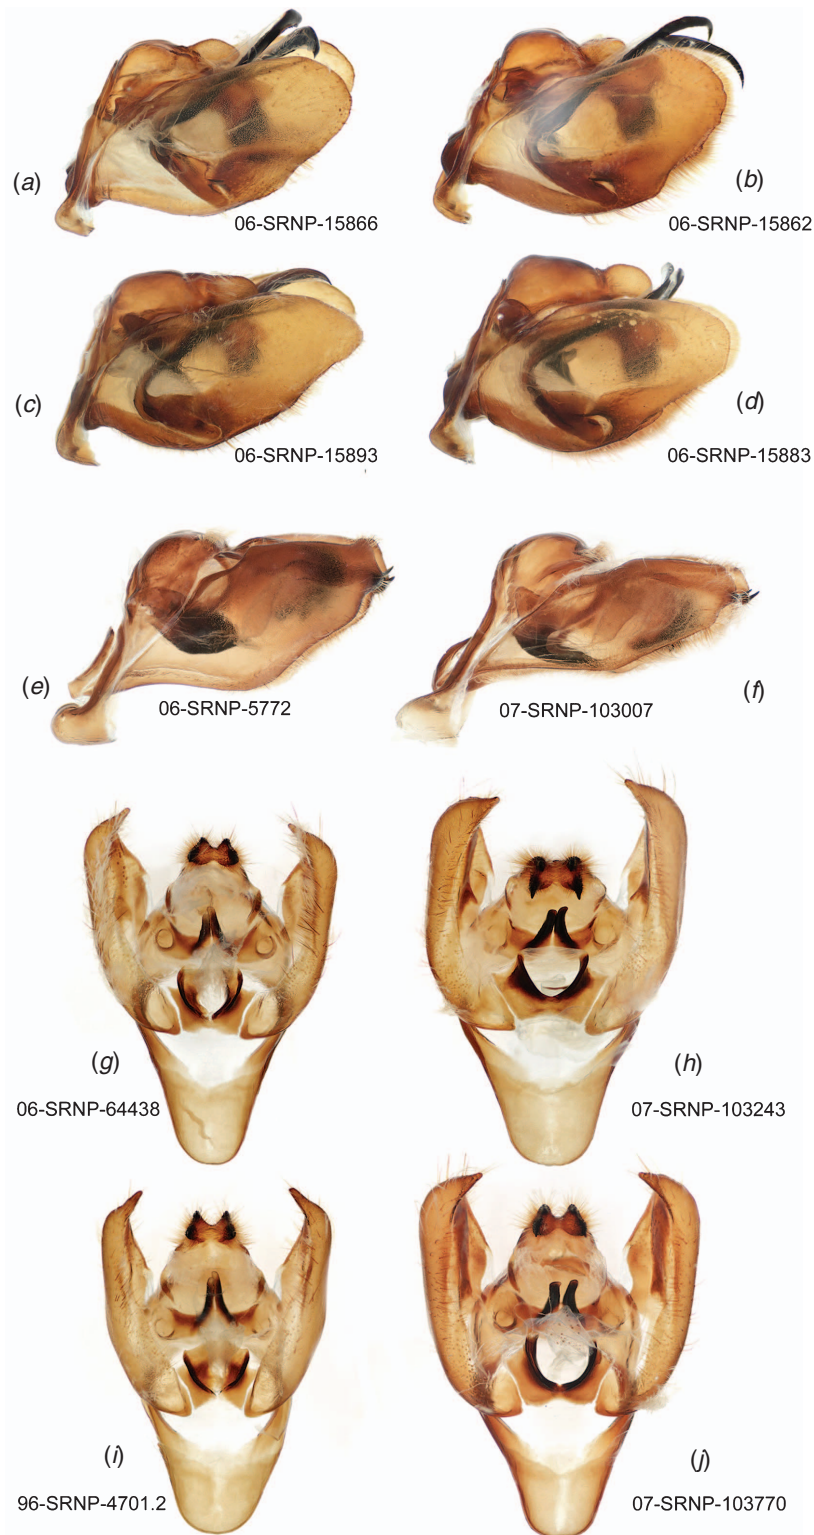 (a)
06-SRNP-15866
(b)
06-SRNP-15862
(c)
06-SRNP-15893
(d)
06-SRNP-15883
(e)
06-SRNP-5772
(f)
07-SRNP-103007
(g)
06-SRNP-64438
(h)
07-SRNP-103243
(i)
96-SRNP-4701.2
(j)
07-SRNP-103770